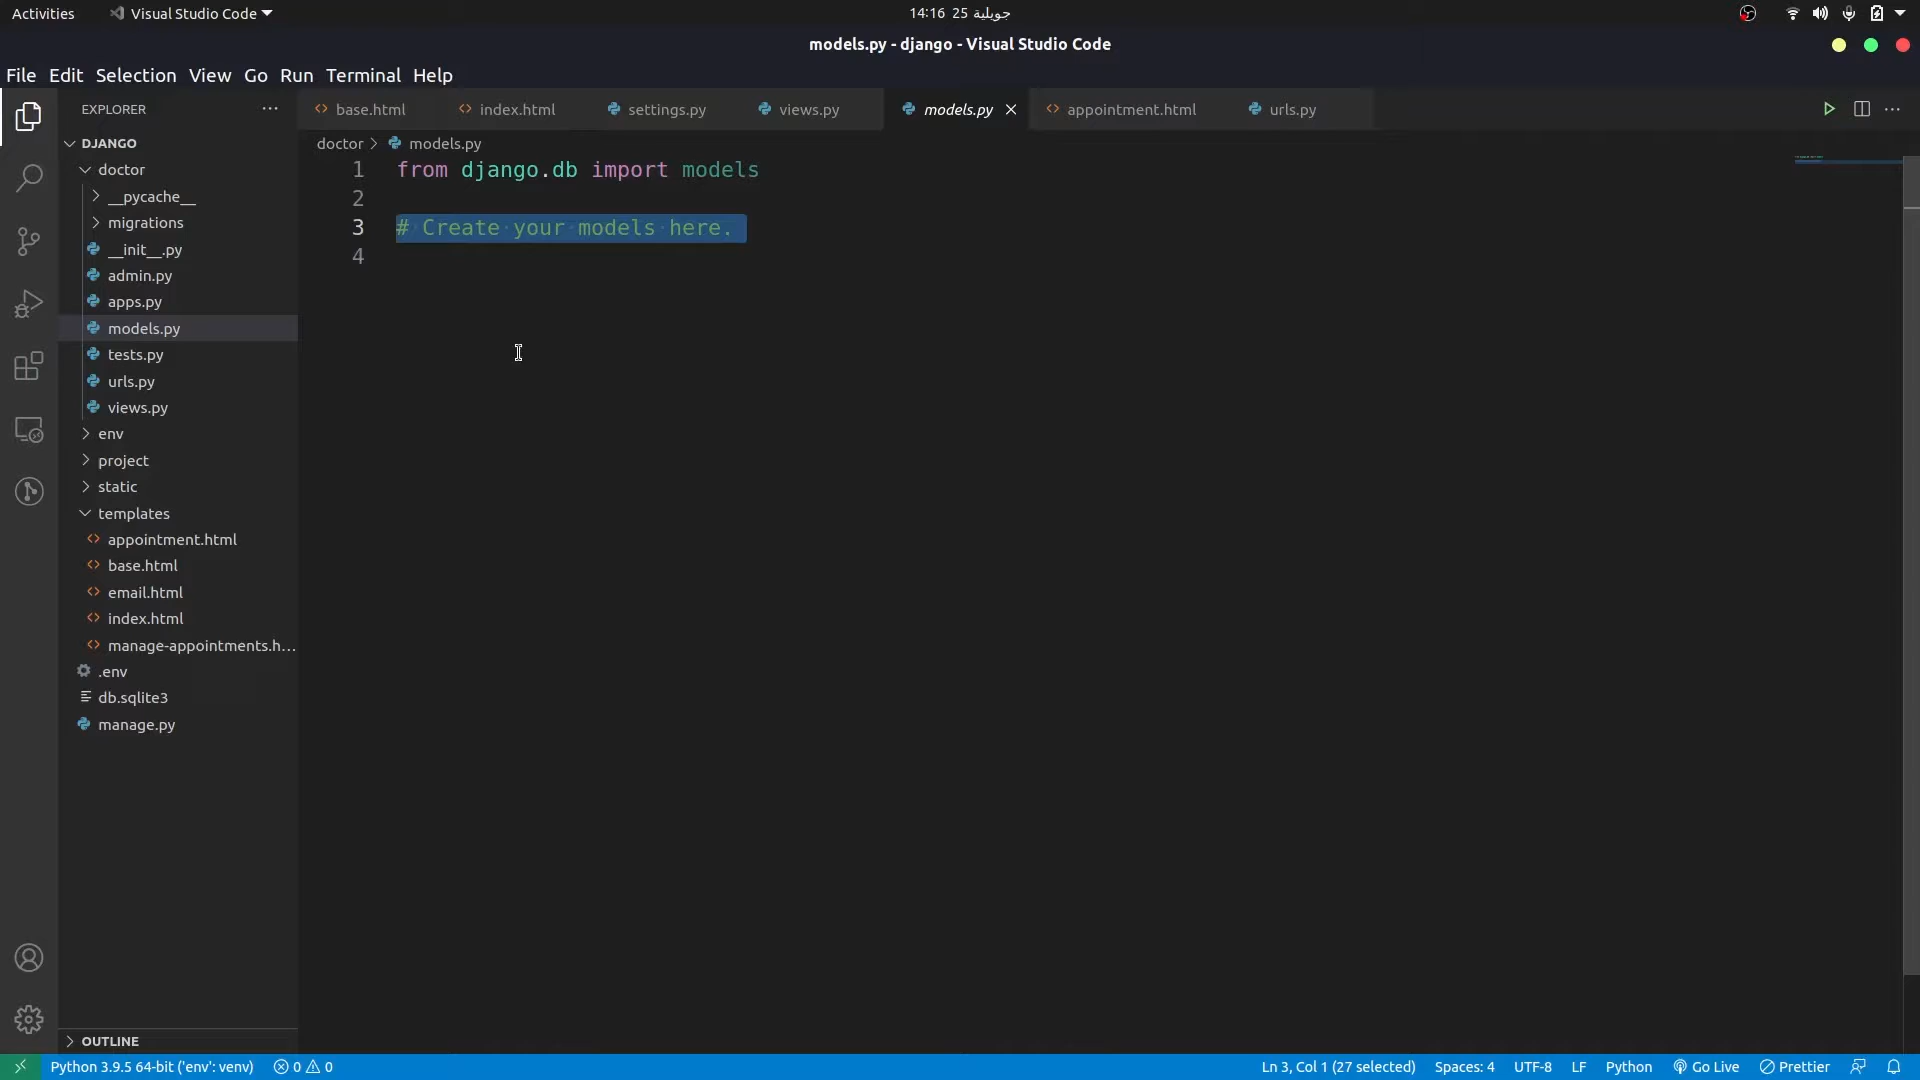 Activities Visual Studio Code 14:16 25 جويلية
models.py - django - Visual Studio Code
File Edit Selection View Go Run Terminal Help
EXPLORER ···
base.html index.html settings.py views.py models.py appointment.html urls.py
DJANGO
doctor > models.py
doctor
__pycache__
migrations
__init__.py
admin.py
apps.py
models.py
tests.py
urls.py
views.py
env
project
static
templates
appointment.html
base.html
email.html
index.html
manage-appointments.h...
.env
db.sqlite3
manage.py
OUTLINE
1 from django.db import models
2
3 # Create your models here.
4
Python 3.9.5 64-bit ('env': venv) 0 0 Ln 3, Col 1 (27 selected) Spaces: 4 UTF-8 LF Python Go Live Prettier